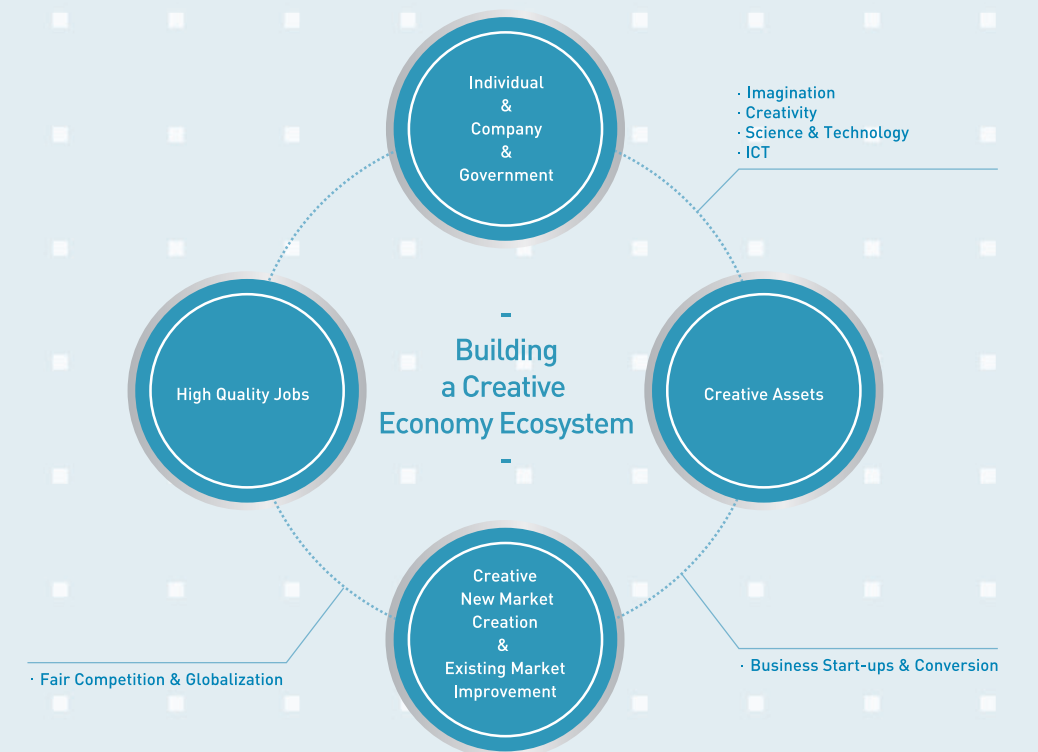 Individual
&
Company
&
Government
· Imagination
· Creativity
· Science & Technology
· ICT
High Quality Jobs
-
Building
a Creative
Economy Ecosystem
-
Creative Assets
Creative
New Market
Creation
&
Existing Market
Improvement
· Business Start-ups & Conversion
· Fair Competition & Globalization